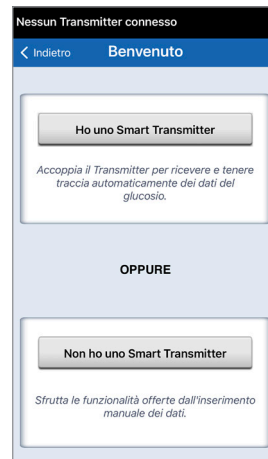 Nessun Transmitter connesso
Indietro Benvenuto
Ho uno Smart Transmitter
Accoppia il Transmitter per ricevere e tenere
traccia automaticamente dei dati del
glucosio.
OPPURE
Non ho uno Smart Transmitter
Sfrutta le funzionalità offerte dall'inserimento
manuale dei dati.